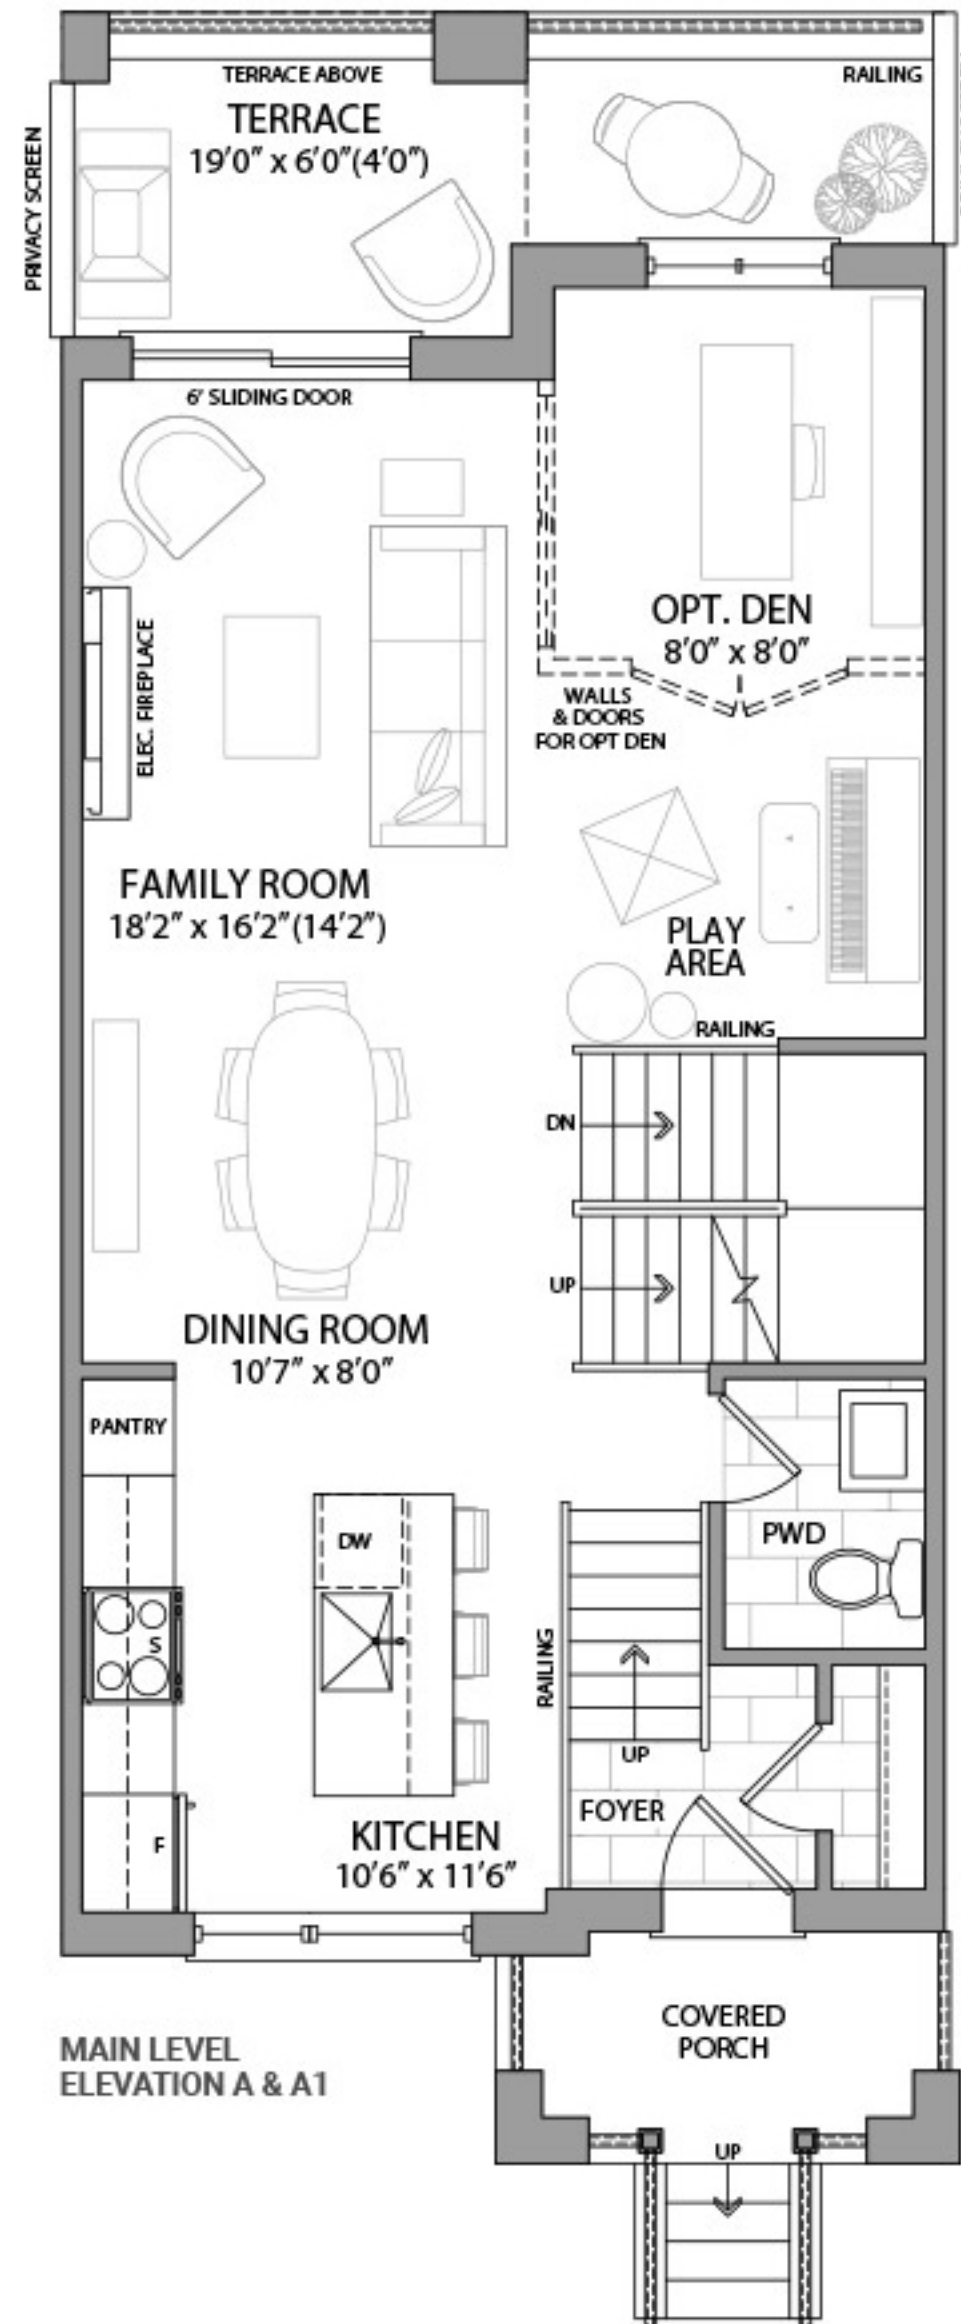 TERRACE ABOVE
RAILING
TERRACE
19'0" x 6'0"(4'0")
PRIVACY SCREEN
6' SLIDING DOOR
OPT. DEN
8'0" x 8'0"
ELEC. FIREPLACE
WALLS
& DOORS
FOR OPT DEN
FAMILY ROOM
18'2" x 16'2"(14'2")
PLAY
AREA
RAILING
DN
UP
DINING ROOM
10'7" x 8'0"
PANTRY
DW
PWD
S
RAILING
UP
FOYER
F
KITCHEN
10'6" x 11'6"
COVERED
PORCH
MAIN LEVEL
ELEVATION A & A1
UP